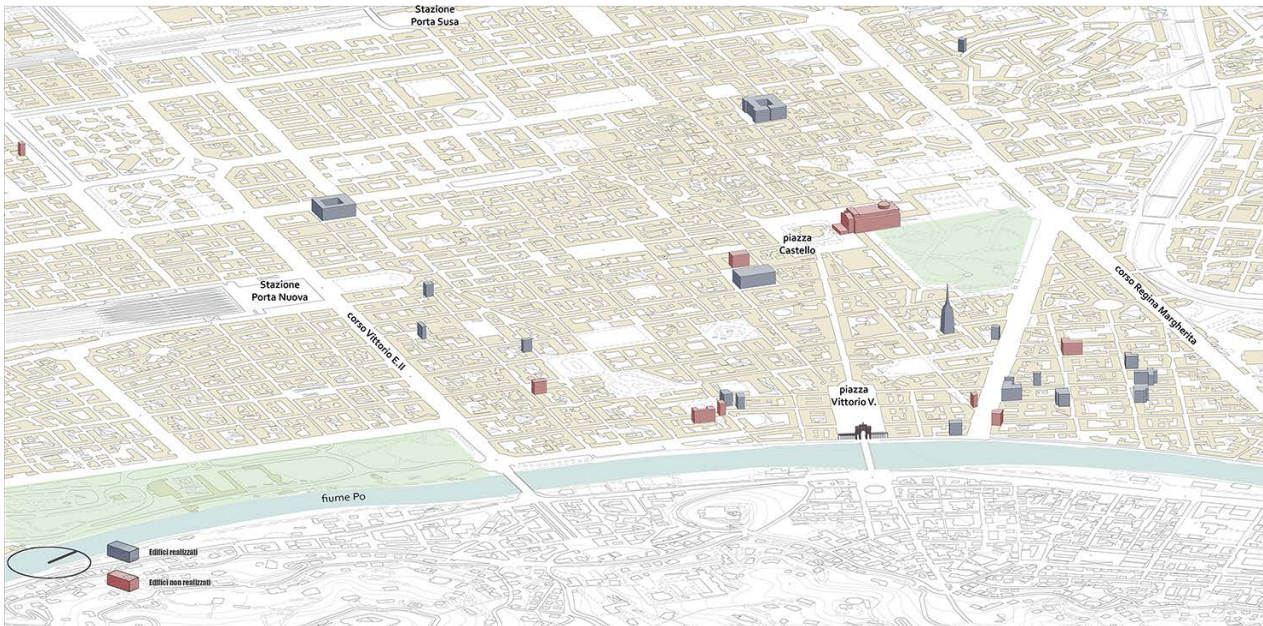 Stazione
Porta Susa
piazza
Castello
Stazione
Porta Nuova
corso Regina Margherita
corso Vittorio E.II
piazza
Vittorio V.
fiume Po
Edifici realizzati
Edifici non realizzati